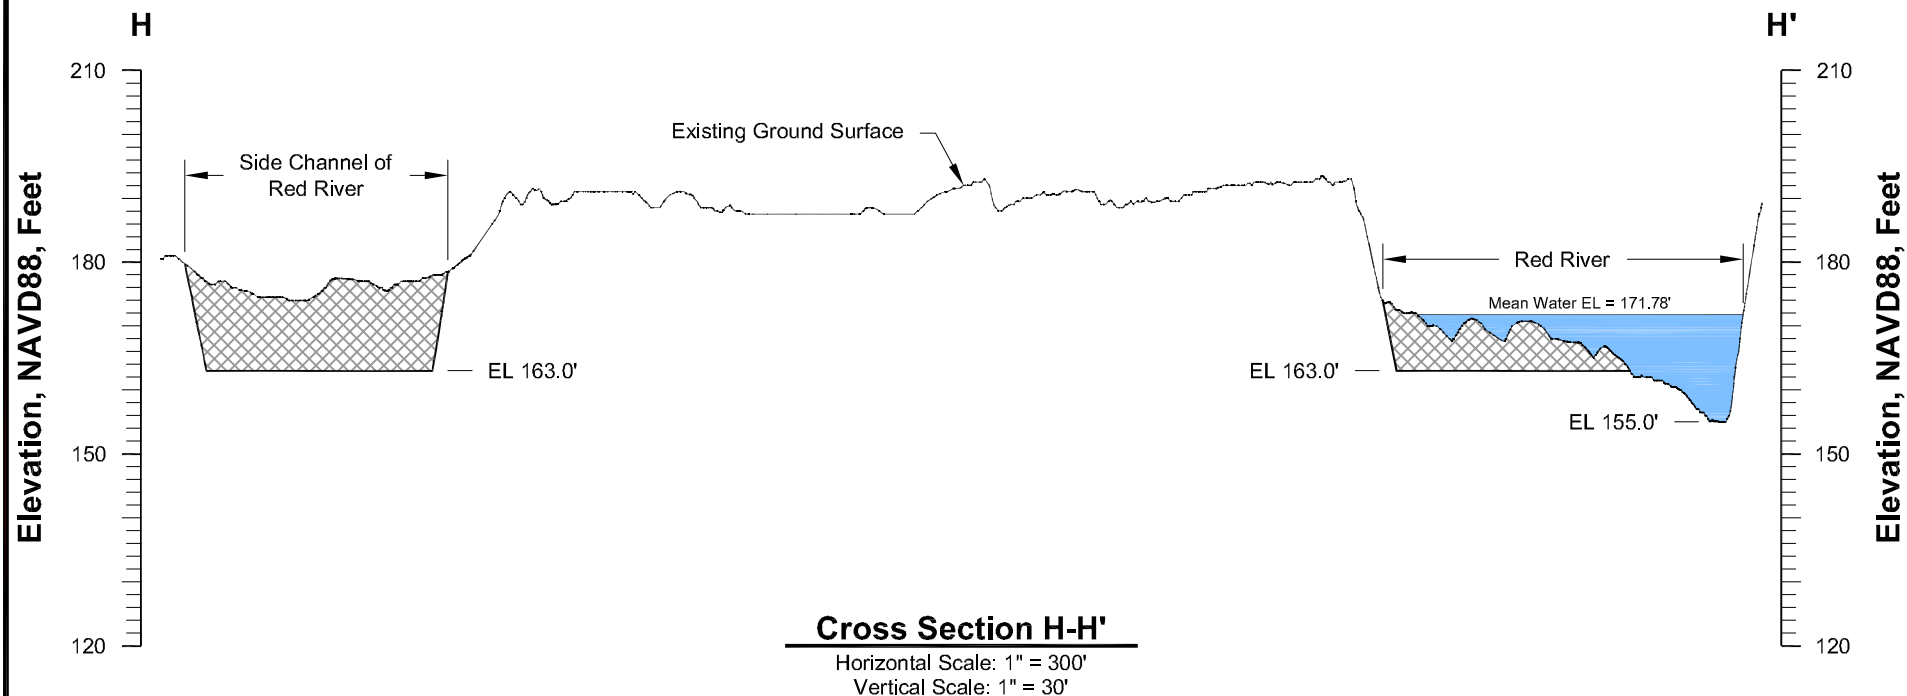 H
H'
210
210
Existing Ground Surface
Side Channel of
Red River
Elevation, NAVD88, Feet
Elevation, NAVD88, Feet
180
Red River
180
Mean Water EL = 171.78'
EL 163.0'
EL 163.0'
EL 155.0'
150
150
Cross Section H-H'
120
120
Horizontal Scale: 1" = 300'
Vertical Scale: 1" = 30'